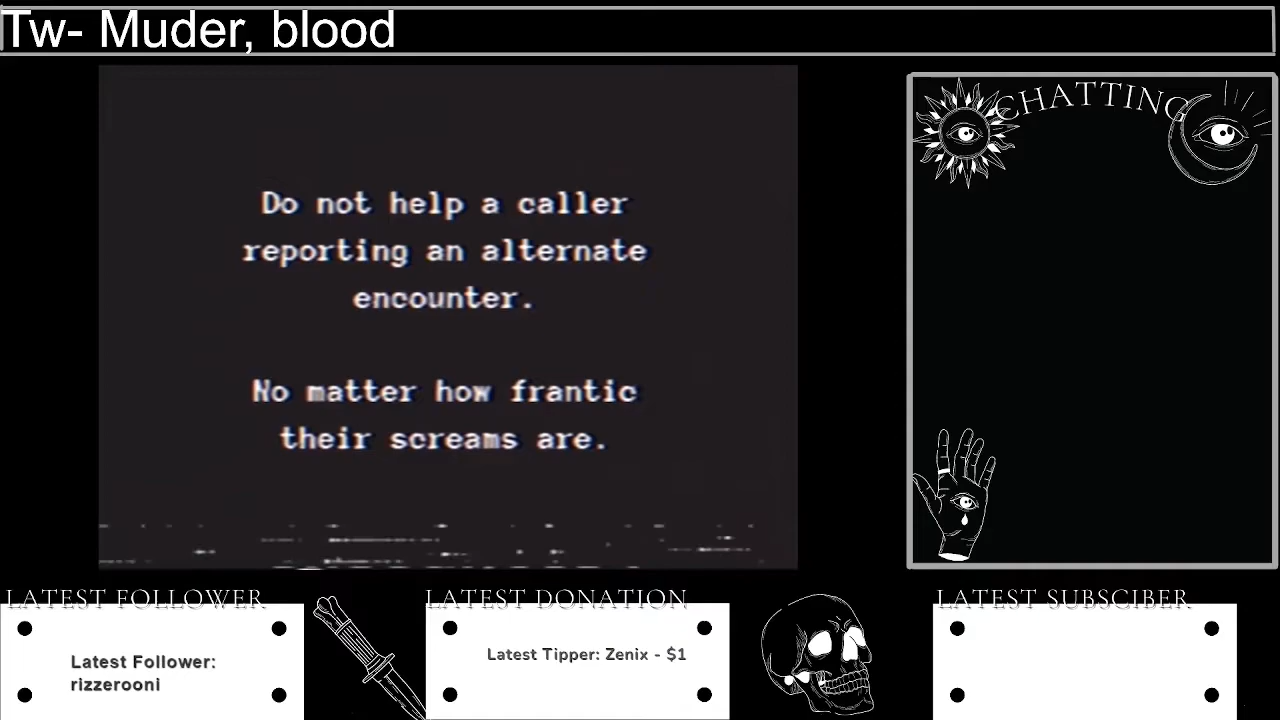 Tw- Muder, blood
CHATTING
Do not help a caller
reporting an alternate
encounter.
No matter how frantic
their screams are.
LATEST FOLLOWER
LATEST DONATION
LATEST SUBSCIBER
Latest Follower:
rizzerooni
Latest Tipper: Zenix - $1